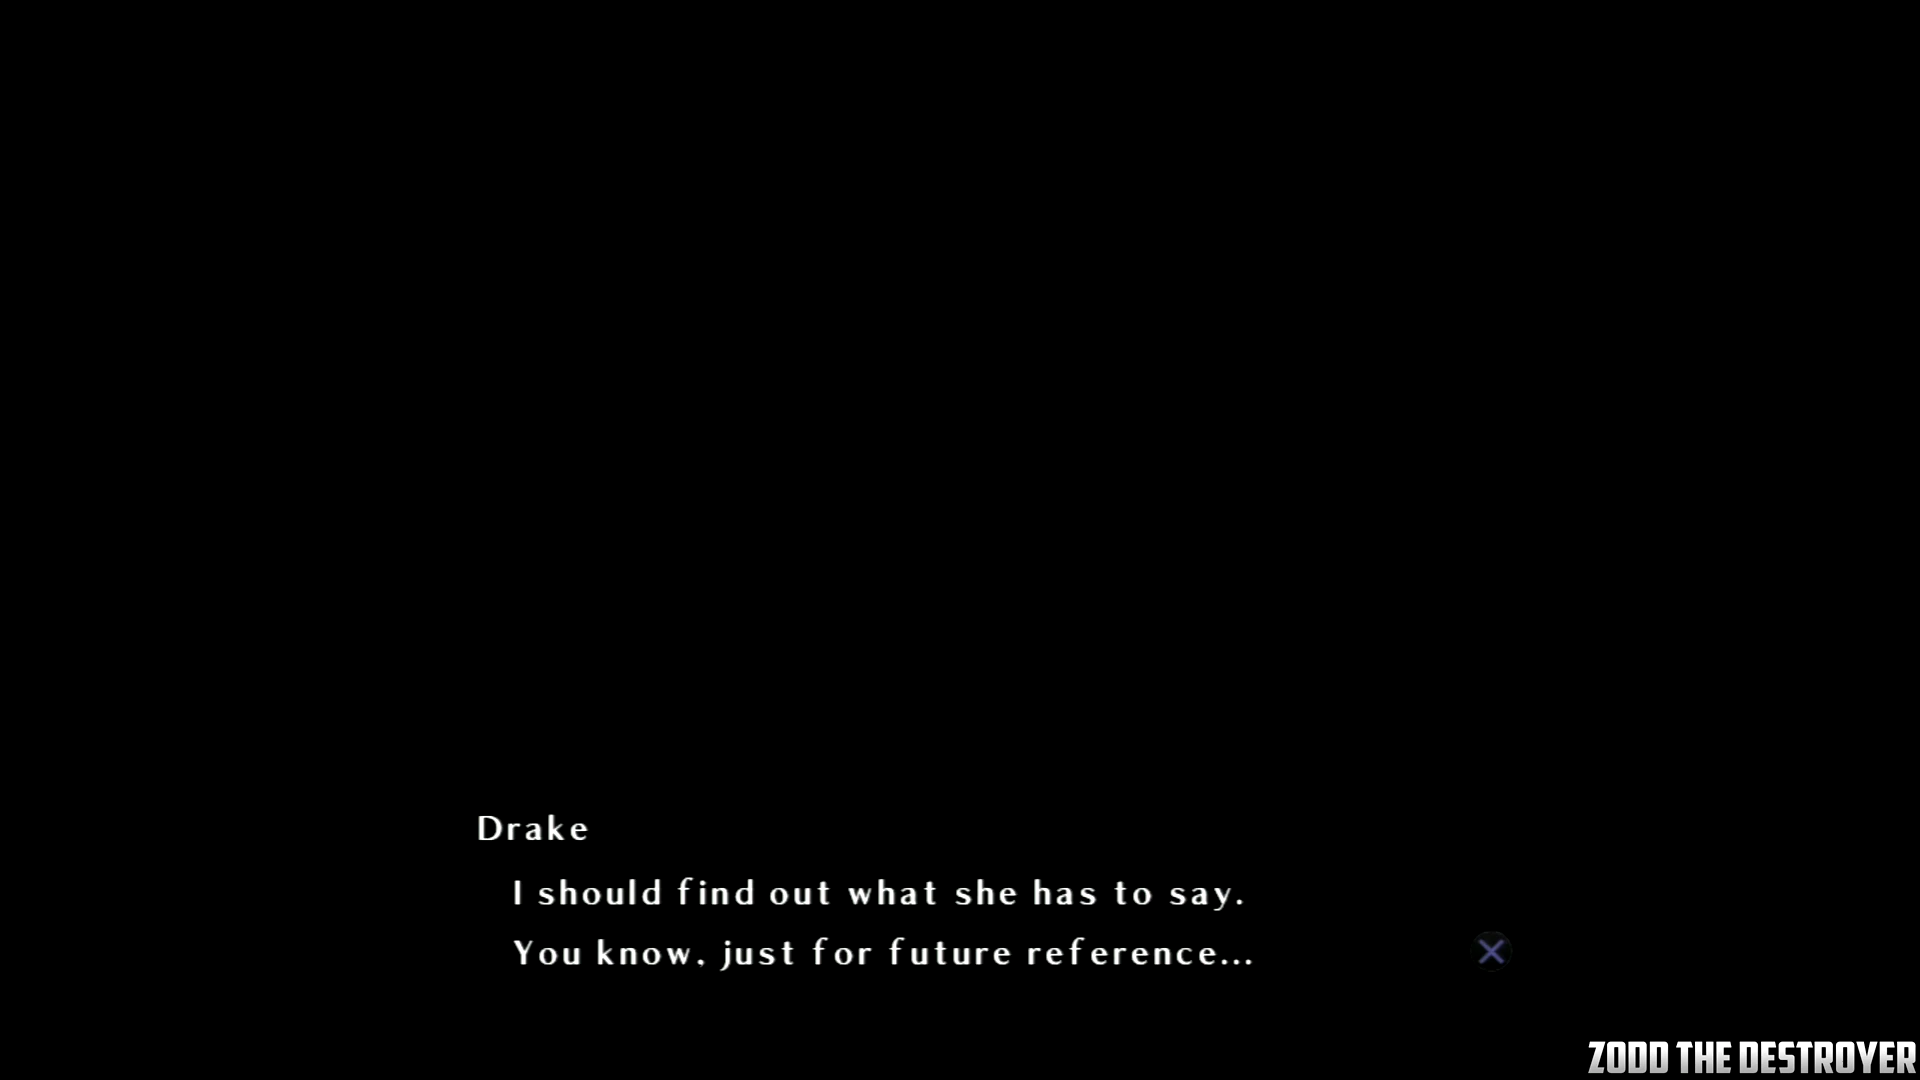 Drake
I should find out what she has to say.
You know, just for future reference...
ZODD THE DESTROYER